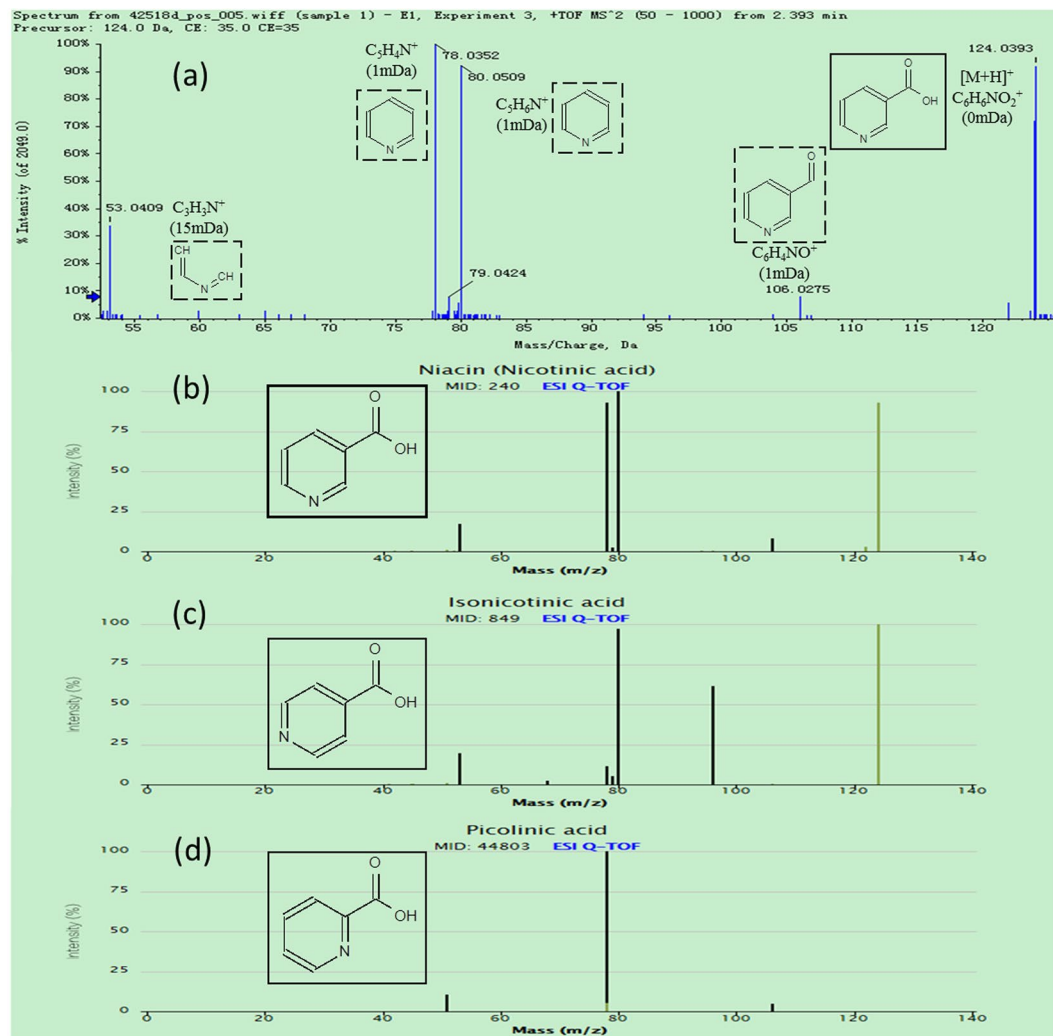 Spectrum from 42518d_pos_005.wiff (sample 1) - E1, Experiment 3, +TOF MS^2 (50 - 1000) from 2.393 min
Precursor: 124.0 Da, CE: 35.0 CE=35
(a)
% Intensity (of 2049.0)
100%
90%
80%
70%
60%
50%
40%
30%
20%
10%
0%
53.0409
C₃H₃N⁺
(15mDa)
CH
N
CH
C₅H₄N⁺
(1mDa)
N
78.0352
80.0509
C₅H₆N⁺
(1mDa)
N
79.0424
O
N
C₆H₄NO⁺
(1mDa)
106.0275
O
OH
N
124.0393
[M+H]⁺
C₆H₆NO₂⁺
(0mDa)
55 60 65 70 75 80 85 90 95 100 105 110 115 120
Mass/Charge, Da
(b)
Niacin (Nicotinic acid)
MID: 240 ESI Q-TOF
Intensity (%)
100
75
50
25
0
O
OH
N
0 20 40 60 80 100 120 140
Mass (m/z)
(c)
Isonicotinic acid
MID: 849 ESI Q-TOF
Intensity (%)
100
75
50
25
0
O
OH
N
0 20 40 60 80 100 120 140
Mass (m/z)
(d)
Picolinic acid
MID: 44803 ESI Q-TOF
Intensity (%)
100
75
50
25
0
O
OH
N
0 20 40 60 80 100 120 140
Mass (m/z)